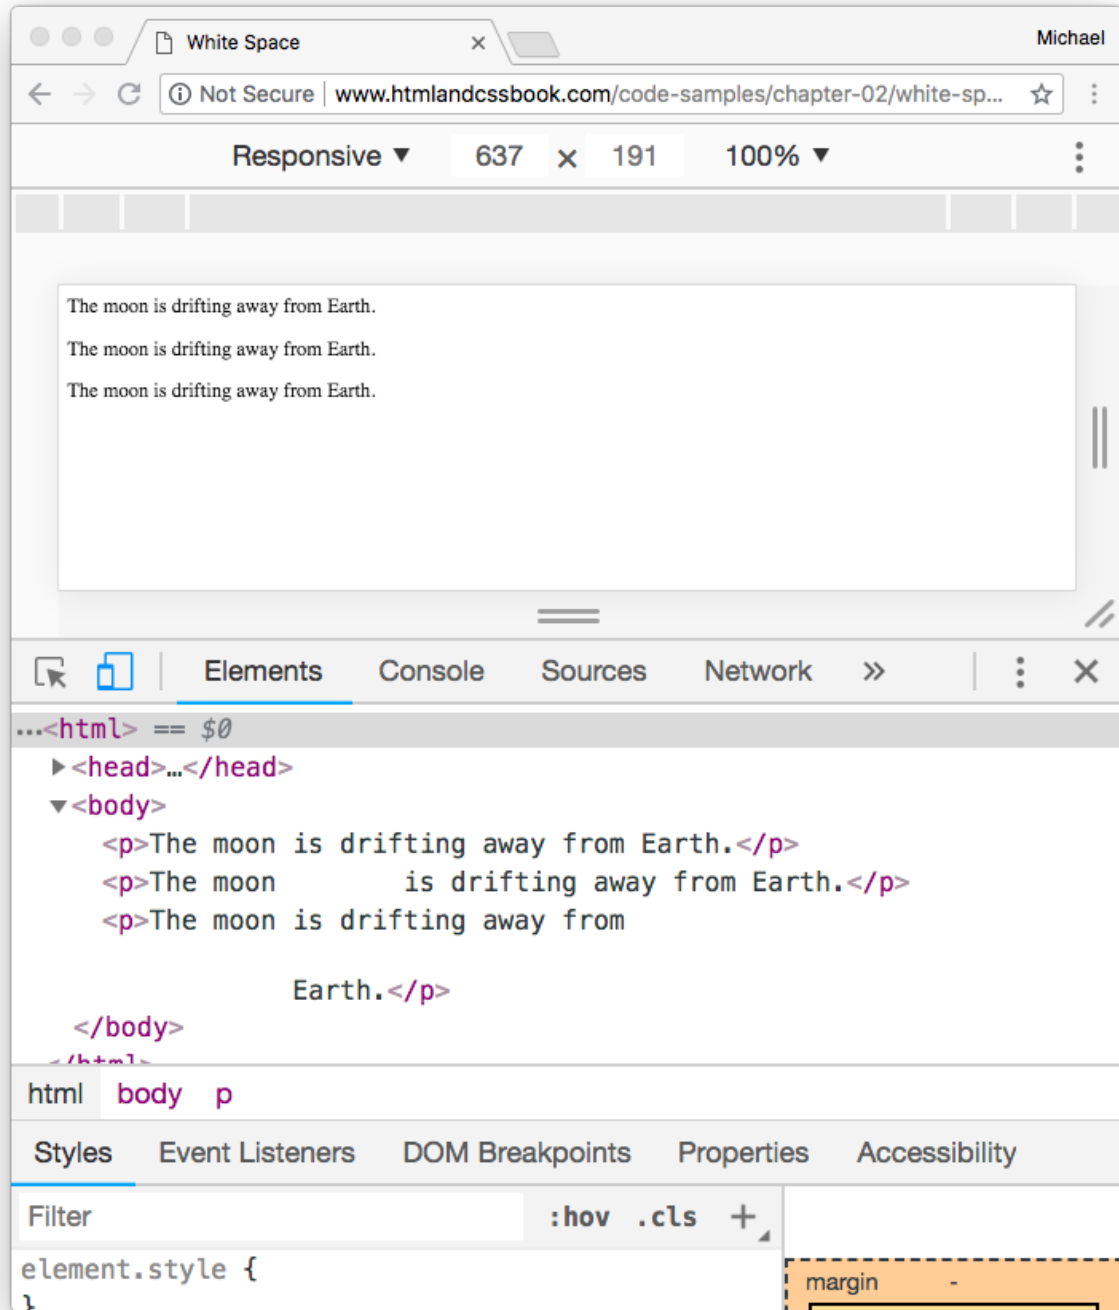 White Space
Michael
Not Secure | www.htmlandcssbook.com/code-samples/chapter-02/white-sp...
Responsive ▼ 637 × 191 100% ▼
The moon is drifting away from Earth.
The moon is drifting away from Earth.
The moon is drifting away from Earth.
Elements Console Sources Network »
...<html> == $0
▶<head>…</head>
▼<body>
<p>The moon is drifting away from Earth.</p>
<p>The moon        is drifting away from Earth.</p>
<p>The moon is drifting away from
Earth.</p>
</body>
</html>
html body p
Styles Event Listeners DOM Breakpoints Properties Accessibility
Filter :hov .cls +
element.style {
}
margin -